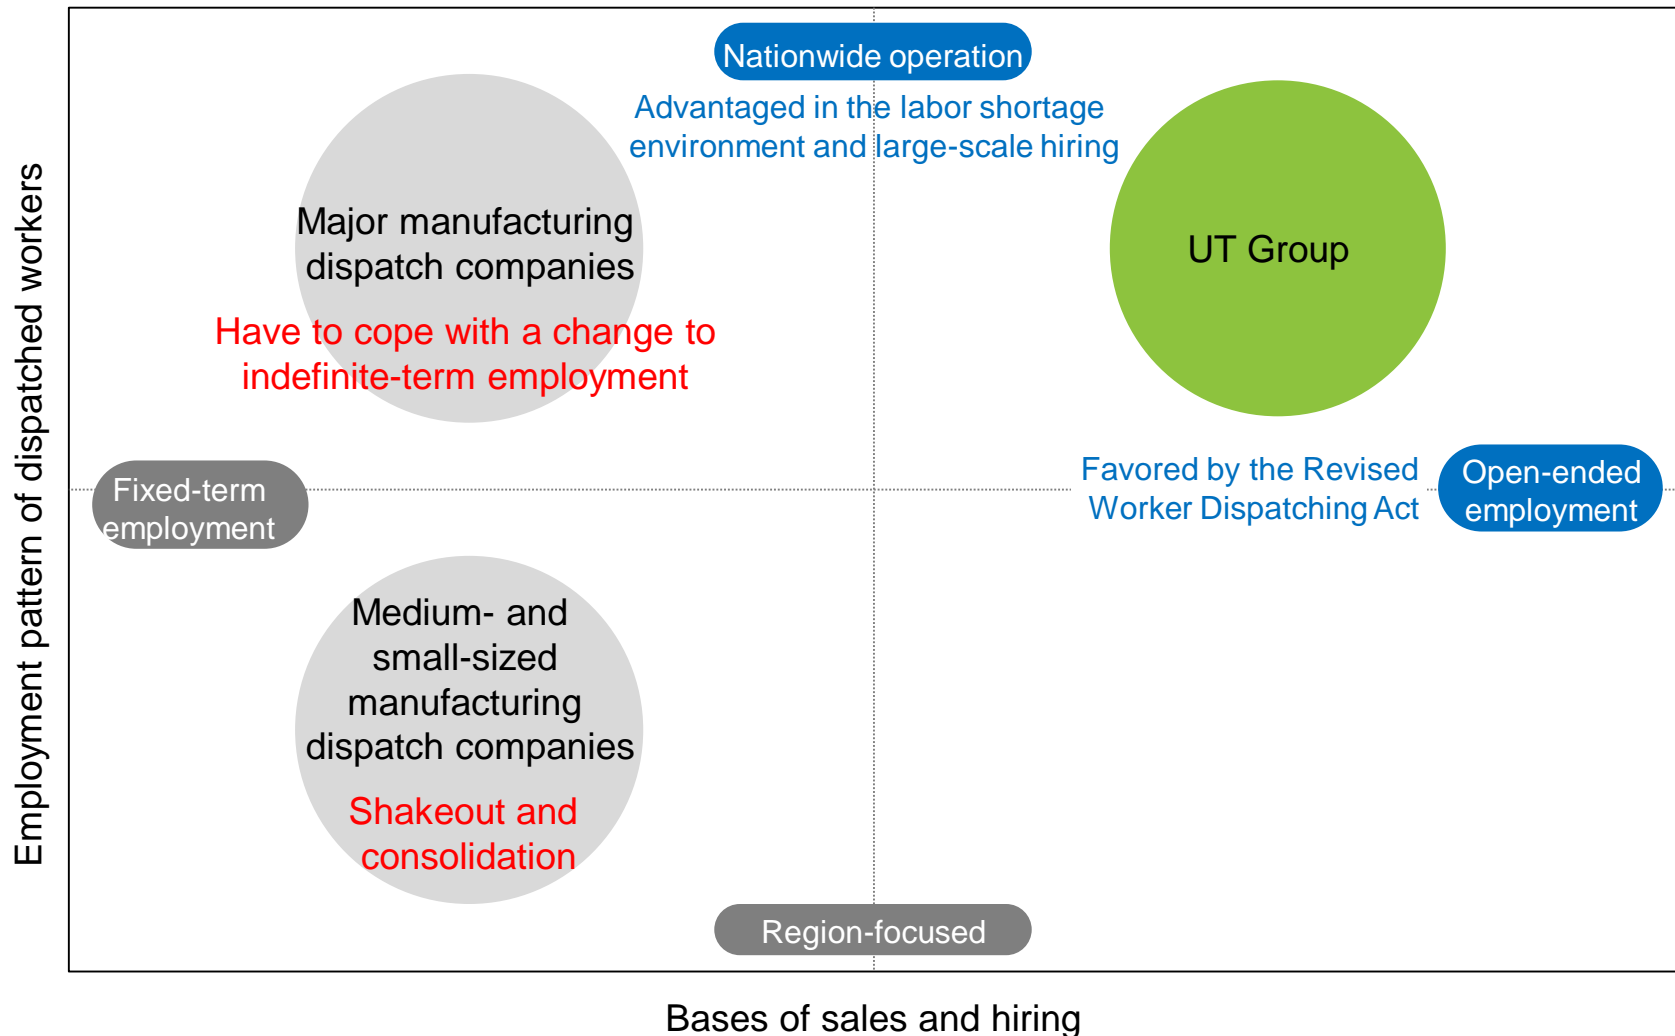 Nationwide operation
Advantaged in the labor shortage
environment and large-scale hiring
Major manufacturing
dispatch companies
Have to cope with a change to
indefinite-term employment
UT Group
Employment pattern of dispatched workers
Fixed-term
employment
Favored by the Revised
Worker Dispatching Act
Open-ended
employment
Medium- and
small-sized
manufacturing
dispatch companies
Shakeout and
consolidation
Region-focused
Bases of sales and hiring